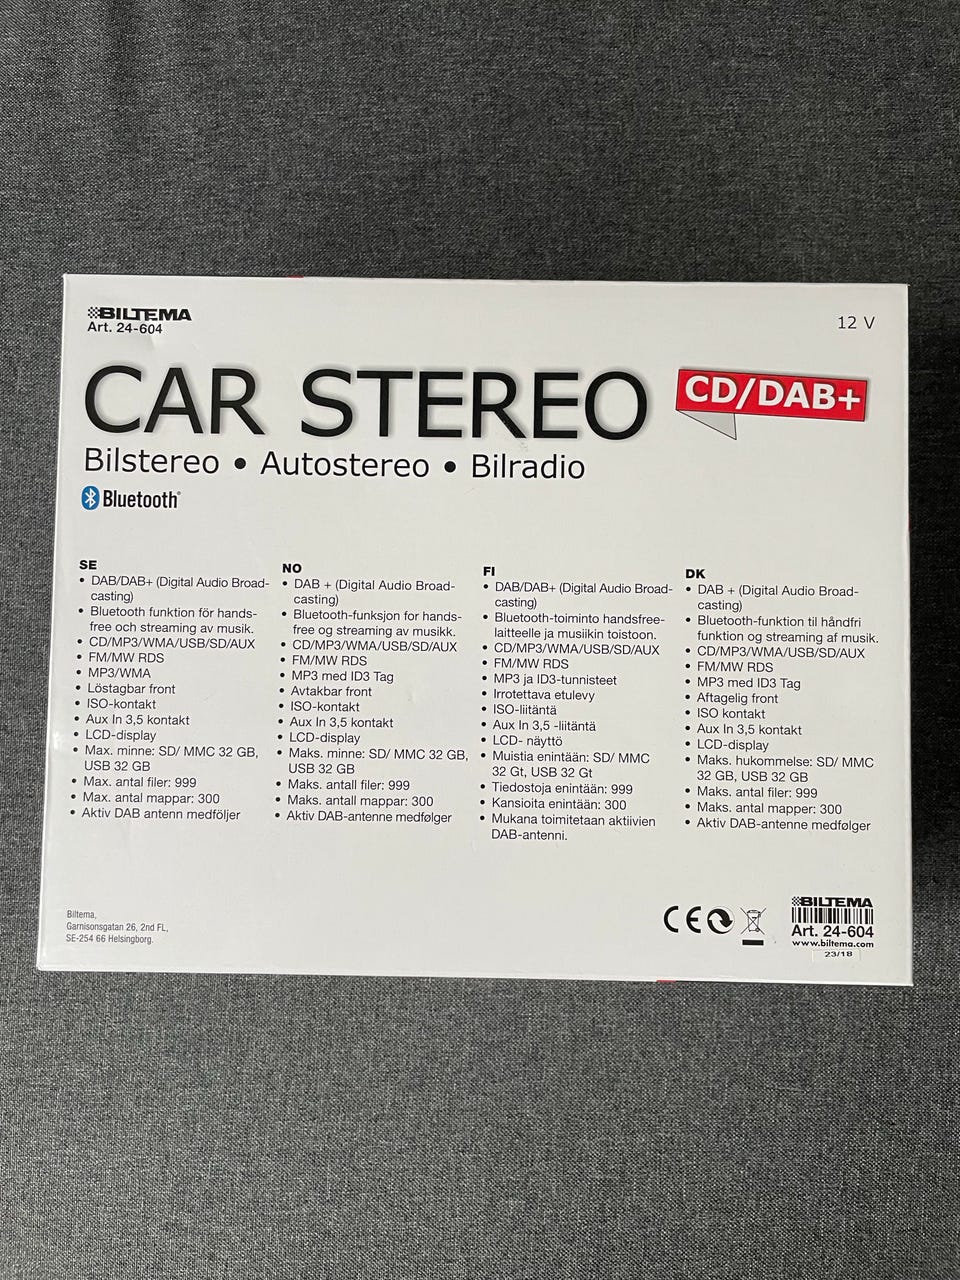 BILTEMA
Art. 24-604
12 V
CAR STEREO
CD/DAB+
Bilstereo • Autostereo • Bilradio
Bluetooth®
SE
• DAB/DAB+ (Digital Audio Broad-
casting)
• Bluetooth funktion för hands-
free och streaming av musik.
• CD/MP3/WMA/USB/SD/AUX
• FM/MW RDS
• MP3/WMA
• Löstagbar front
• ISO-kontakt
• Aux In 3,5 kontakt
• LCD-display
• Max. minne: SD/ MMC 32 GB,
USB 32 GB
• Max. antal filer: 999
• Max. antal mappar: 300
• Aktiv DAB antenn medföljer
NO
• DAB + (Digital Audio Broad-
casting)
• Bluetooth-funksjon for hands-
free og streaming av musikk.
• CD/MP3/WMA/USB/SD/AUX
• FM/MW RDS
• MP3 med ID3 Tag
• Avtakbar front
• ISO-kontakt
• Aux In 3,5 kontakt
• LCD-display
• Maks. minne: SD/ MMC 32 GB,
USB 32 GB
• Maks. antall filer: 999
• Maks. antall mappar: 300
• Aktiv DAB-antenne medfølger
FI
• DAB/DAB+ (Digital Audio Broad-
casting)
• Bluetooth-toiminto handsfree-
laitteelle ja musiikin toistoon.
• CD/MP3/WMA/USB/SD/AUX
• FM/MW RDS
• MP3 ja ID3-tunnisteet
• Irrotettava etulevy
• ISO-liitäntä
• Aux In 3,5 -liitäntä
• LCD- näyttö
• Muistia enintään: SD/ MMC
32 Gt, USB 32 Gt
• Tiedostoja enintään: 999
• Kansioita enintään: 300
• Mukana toimitetaan aktiivien
DAB-antenni.
DK
• DAB + (Digital Audio Broad-
casting)
• Bluetooth-funktion til håndfri
funktion og streaming af musik.
• CD/MP3/WMA/USB/SD/AUX
• FM/MW RDS
• MP3 med ID3 Tag
• Aftagelig front
• ISO kontakt
• Aux In 3,5 kontakt
• LCD-display
• Maks. hukommelse: SD/ MMC
32 GB, USB 32 GB
• Maks. antal filer: 999
• Maks. antal mapper: 300
• Aktiv DAB-antenne medfølger
Biltema,
Garnisonsgatan 26, 2nd FL,
SE-254 66 Helsingborg.
CE
BILTEMA
Art. 24-604
www.biltema.com
23/18